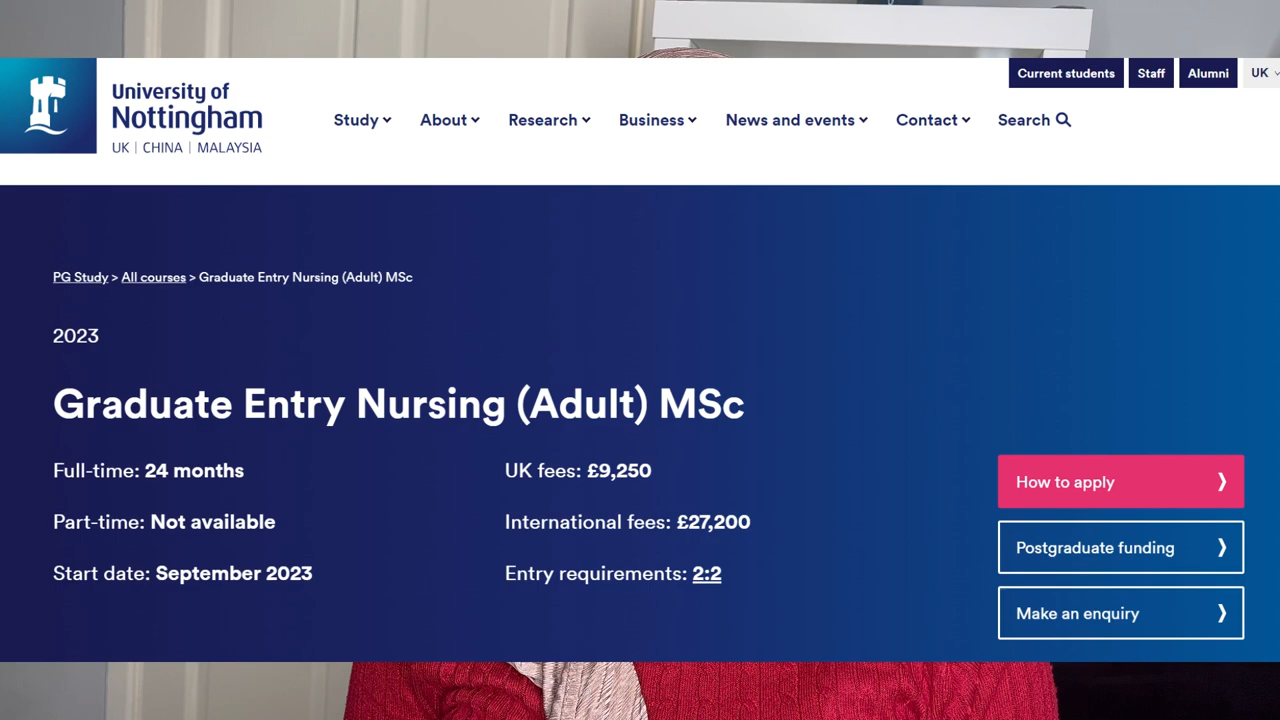 Current students Staff Alumni UK
University of
Nottingham
UK | CHINA | MALAYSIA
Study About Research Business News and events Contact Search
PG Study > All courses > Graduate Entry Nursing (Adult) MSc
2023
Graduate Entry Nursing (Adult) MSc
Full-time: 24 months
UK fees: £9,250
How to apply
Part-time: Not available
International fees: £27,200
Postgraduate funding
Start date: September 2023
Entry requirements: 2:2
Make an enquiry